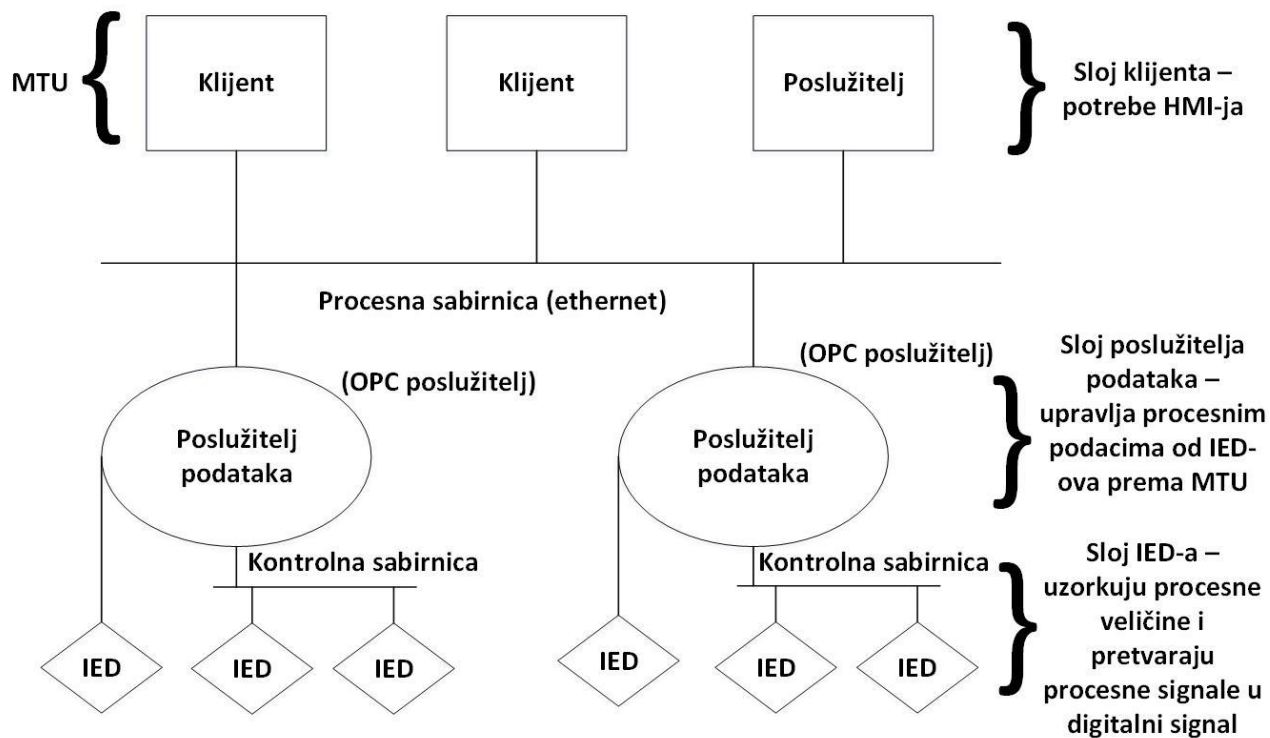 MTU
Klijent
Klijent
Poslužitelj
Sloj klijenta –
potrebe HMI-ja
Procesna sabirnica (ethernet)
(OPC poslužitelj)
Poslužitelj
podataka
(OPC poslužitelj)
Poslužitelj
podataka
Sloj poslužitelja
podataka –
upravlja procesnim
podacima od IED-
ova prema MTU
Kontrolna sabirnica
Kontrolna sabirnica
IED
IED
IED
IED
IED
IED
Sloj IED-a –
uzorkuju procesne
veličine i
pretvaraju
procesne signale u
digitalni signal